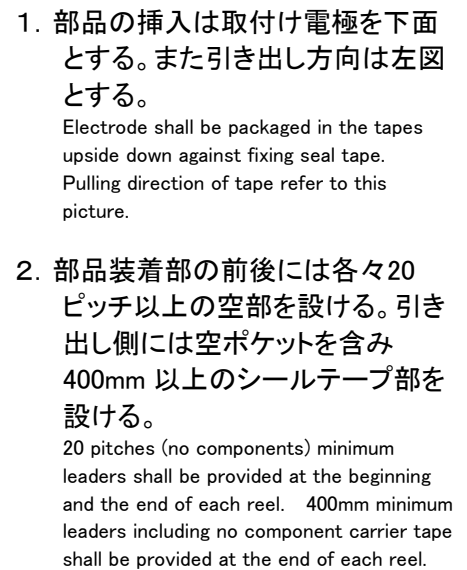 1. 部品の挿入は取付け電極を下面
とする。また引き出し方向は左図
とする。
Electrode shall be packaged in the tapes
upside down against fixing seal tape.
Pulling direction of tape refer to this
picture.
2. 部品装着部の前後には各々20
ピッチ以上の空部を設ける。引き
出し側には空ポケットを含み
400mm 以上のシールテープ部を
設ける。
20 pitches (no components) minimum
leaders shall be provided at the beginning
and the end of each reel. 400mm minimum
leaders including no component carrier tape
shall be provided at the end of each reel.